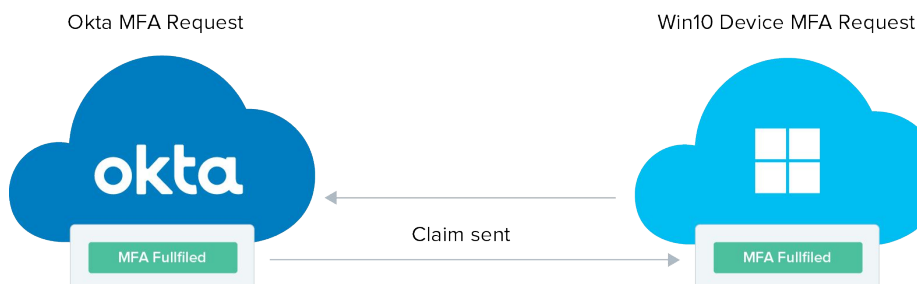 Okta MFA Request
Win10 Device MFA Request
okta
Claim sent
MFA Fullfiled
MFA Fullfiled